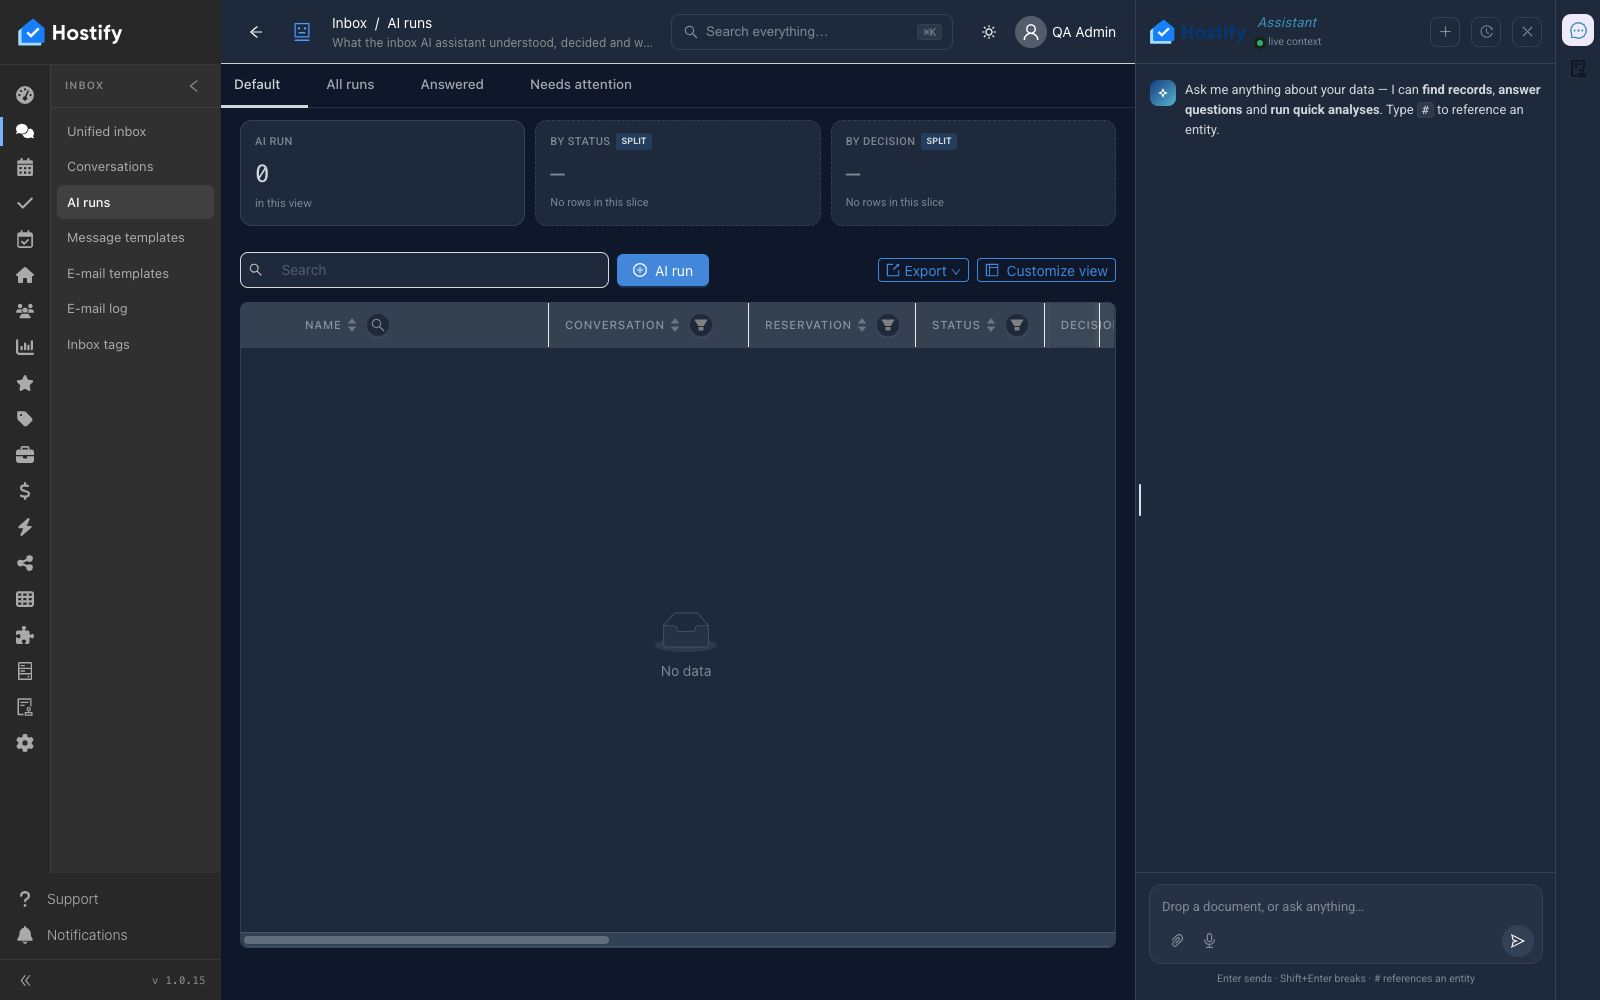 Hostify
INBOX
Unified inbox
Conversations
AI runs
Message templates
E-mail templates
E-mail log
Inbox tags
Support
Notifications
v 1.0.15
Inbox / AI runs
What the inbox AI assistant understood, decided and w...
Search everything...
⌘K
QA Admin
Default
All runs
Answered
Needs attention
AI RUN
0
in this view
BY STATUS SPLIT
—
No rows in this slice
BY DECISION SPLIT
—
No rows in this slice
Search
AI run
Export
Customize view
NAME
CONVERSATION
RESERVATION
STATUS
DECISIO
No data
Hostify
Assistant
live context
Ask me anything about your data — I can find records, answer
questions and run quick analyses. Type # to reference an
entity.
Drop a document, or ask anything...
Enter sends · Shift+Enter breaks · # references an entity